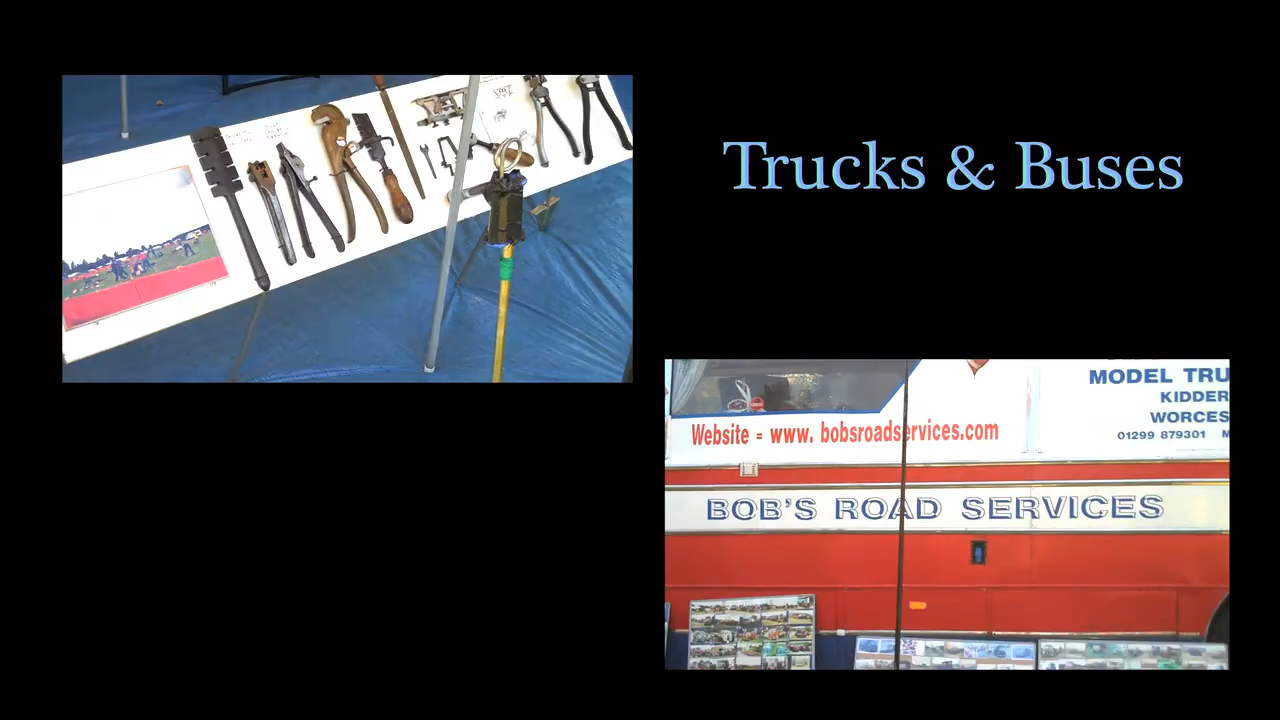 Trucks & Buses
MODEL TRU
KIDDER
WORCES
01299 879301 M
Website = www. bobsroadservices.com
BOB'S ROAD SERVICES